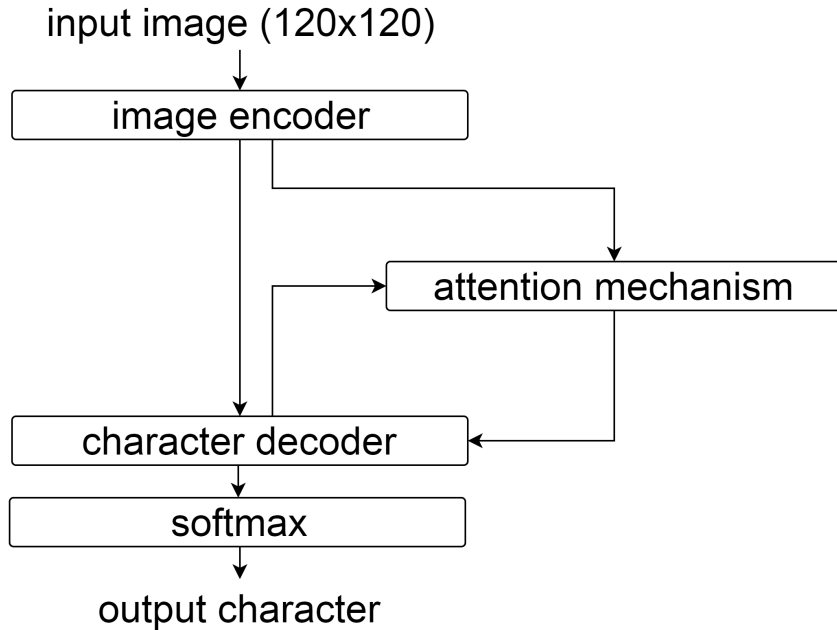 input image (120x120)
image encoder
attention mechanism
character decoder
softmax
output character